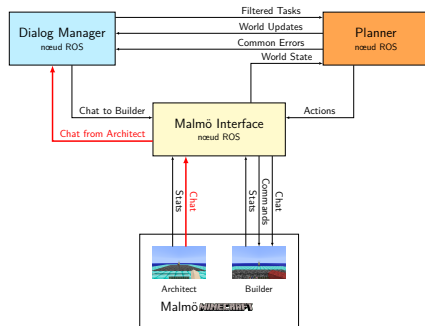 Filtered Tasks
World Updates
Common Errors
World State
Dialog Manager
nœud ROS
Planner
nœud ROS
Chat to Builder
Chat from Architect
Actions
Malmö Interface
nœud ROS
Stats
Chat
Stats
Commands
Chat
Architect
Builder
Malmö MINECRAFT